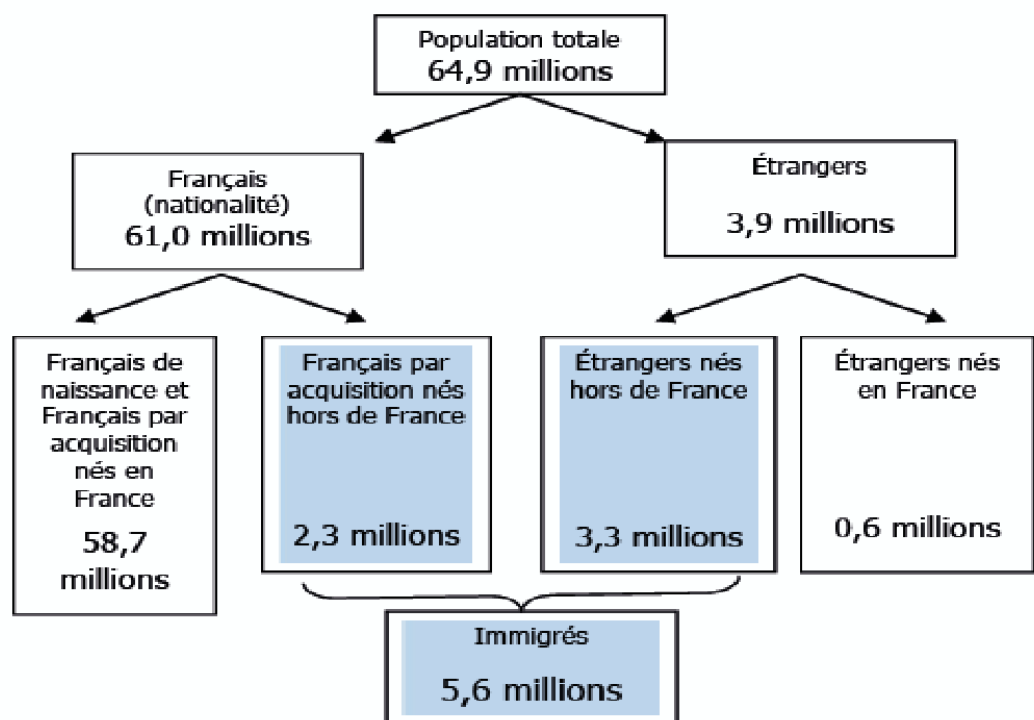 Population totale
64,9 millions
Français
(nationalité)
61,0 millions
Étrangers
3,9 millions
Français de
naissance et
Français par
acquisition
nés en
France
58,7
millions
Français par
acquisition nés
hors de France
2,3 millions
Étrangers nés
hors de France
3,3 millions
Étrangers nés
en France
0,6 millions
Immigrés
5,6 millions